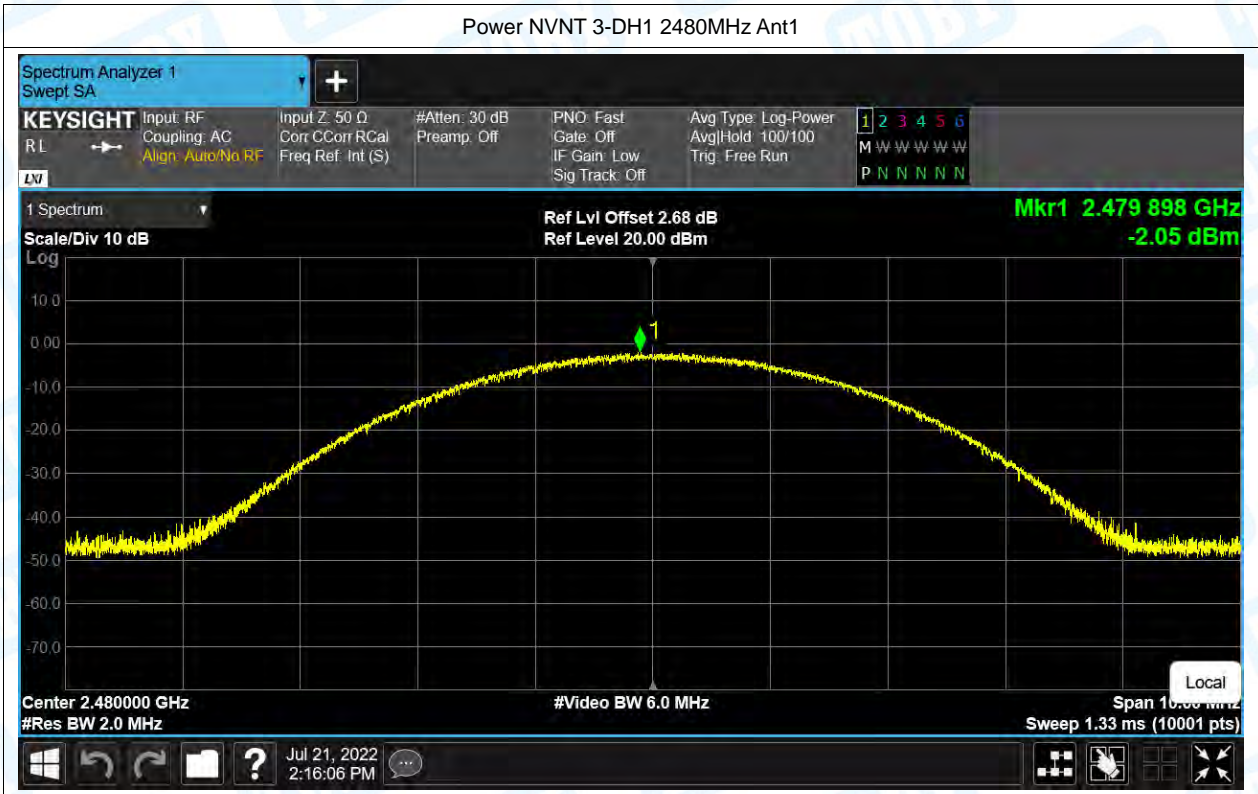 Power NVNT 3-DH1 2480MHz Ant1
Spectrum Analyzer 1
Swept SA
+
KEYSIGHT
RL
LXI
Input: RF
Coupling: AC
Align: Auto/No RF
Input Z: 50 Ω
Corr CCorr RCal
Freq Ref: Int (S)
#Atten: 30 dB
Preamp: Off
PNO: Fast
Gate: Off
IF Gain: Low
Sig Track: Off
Avg Type: Log-Power
Avg|Hold: 100/100
Trig: Free Run
1 2 3 4 5 6
M W W W W W
P N N N N N
1 Spectrum
Scale/Div 10 dB
Ref Lvl Offset 2.68 dB
Ref Level 20.00 dBm
Mkr1 2.479 898 GHz
-2.05 dBm
Log
10.0
0.00
-10.0
-20.0
-30.0
-40.0
-50.0
-60.0
-70.0
1
Local
Center 2.480000 GHz
#Video BW 6.0 MHz
Span 10.00 MHz
#Res BW 2.0 MHz
Sweep 1.33 ms (10001 pts)
?
Jul 21, 2022
2:16:06 PM